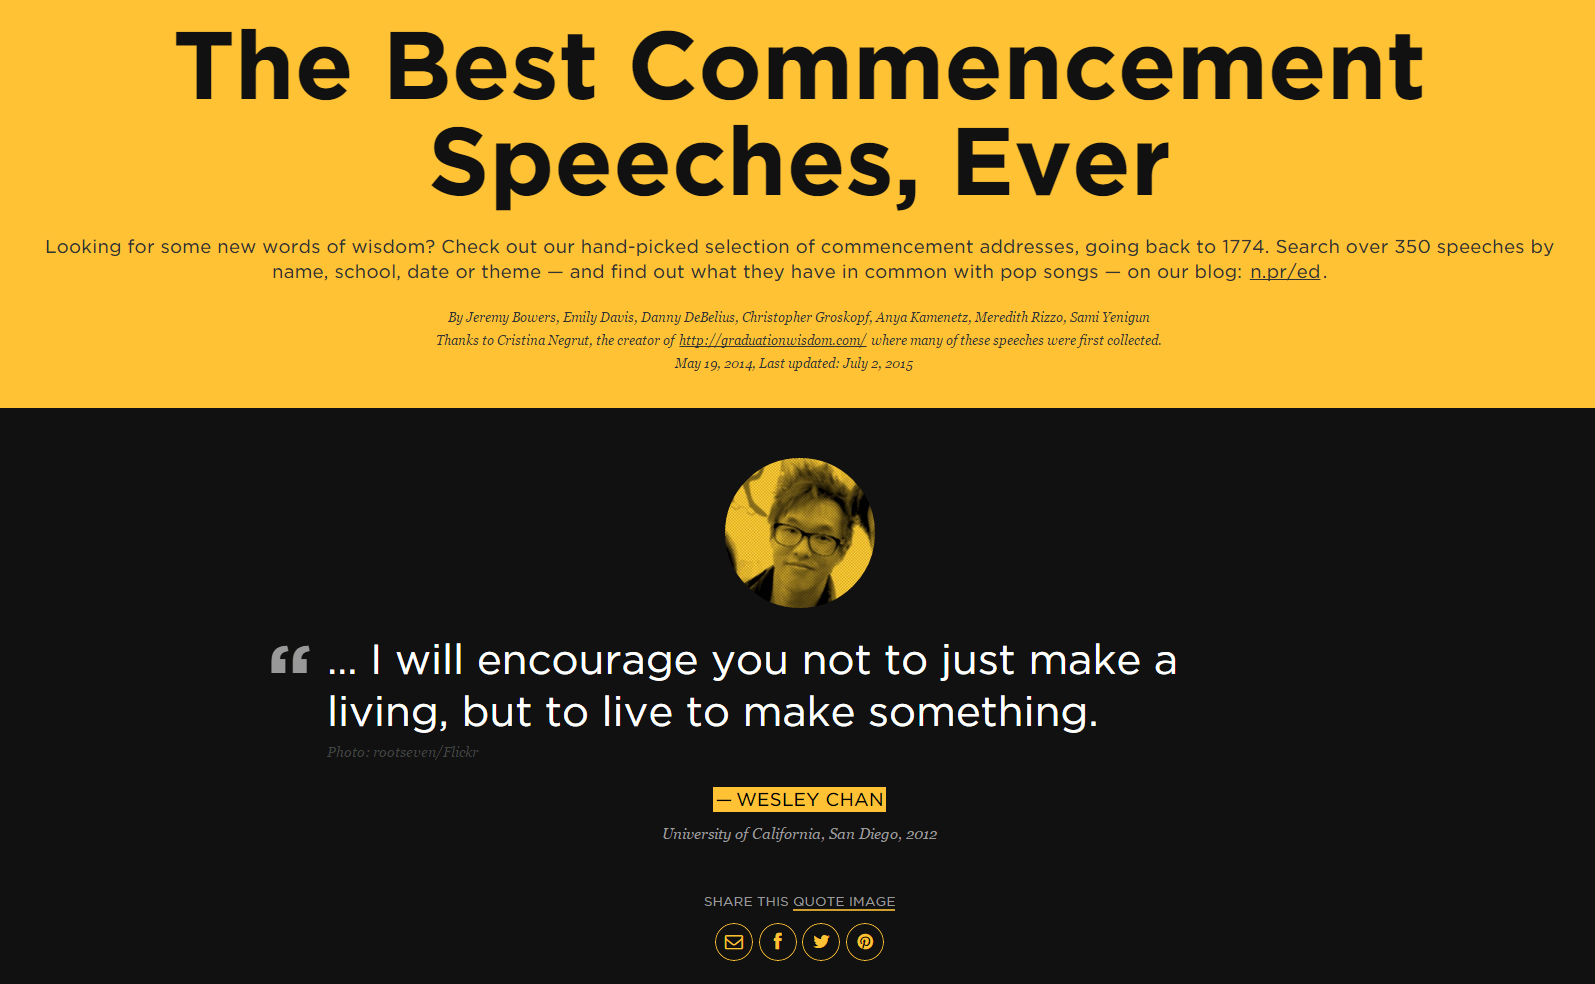 The Best Commencement
Speeches, Ever
Looking for some new words of wisdom? Check out our hand-picked selection of commencement addresses, going back to 1774. Search over 350 speeches by
name, school, date or theme — and find out what they have in common with pop songs — on our blog: n.pr/ed.
By Jeremy Bowers, Emily Davis, Danny DeBelius, Christopher Groskopf, Anya Kamenetz, Meredith Rizzo, Sami Yenigun
Thanks to Cristina Negrut, the creator of http://graduationwisdom.com/ where many of these speeches were first collected.
May 19, 2014, Last updated: July 2, 2015
“ ... I will encourage you not to just make a
living, but to live to make something.
Photo: rootseven/Flickr
— WESLEY CHAN
University of California, San Diego, 2012
SHARE THIS QUOTE IMAGE